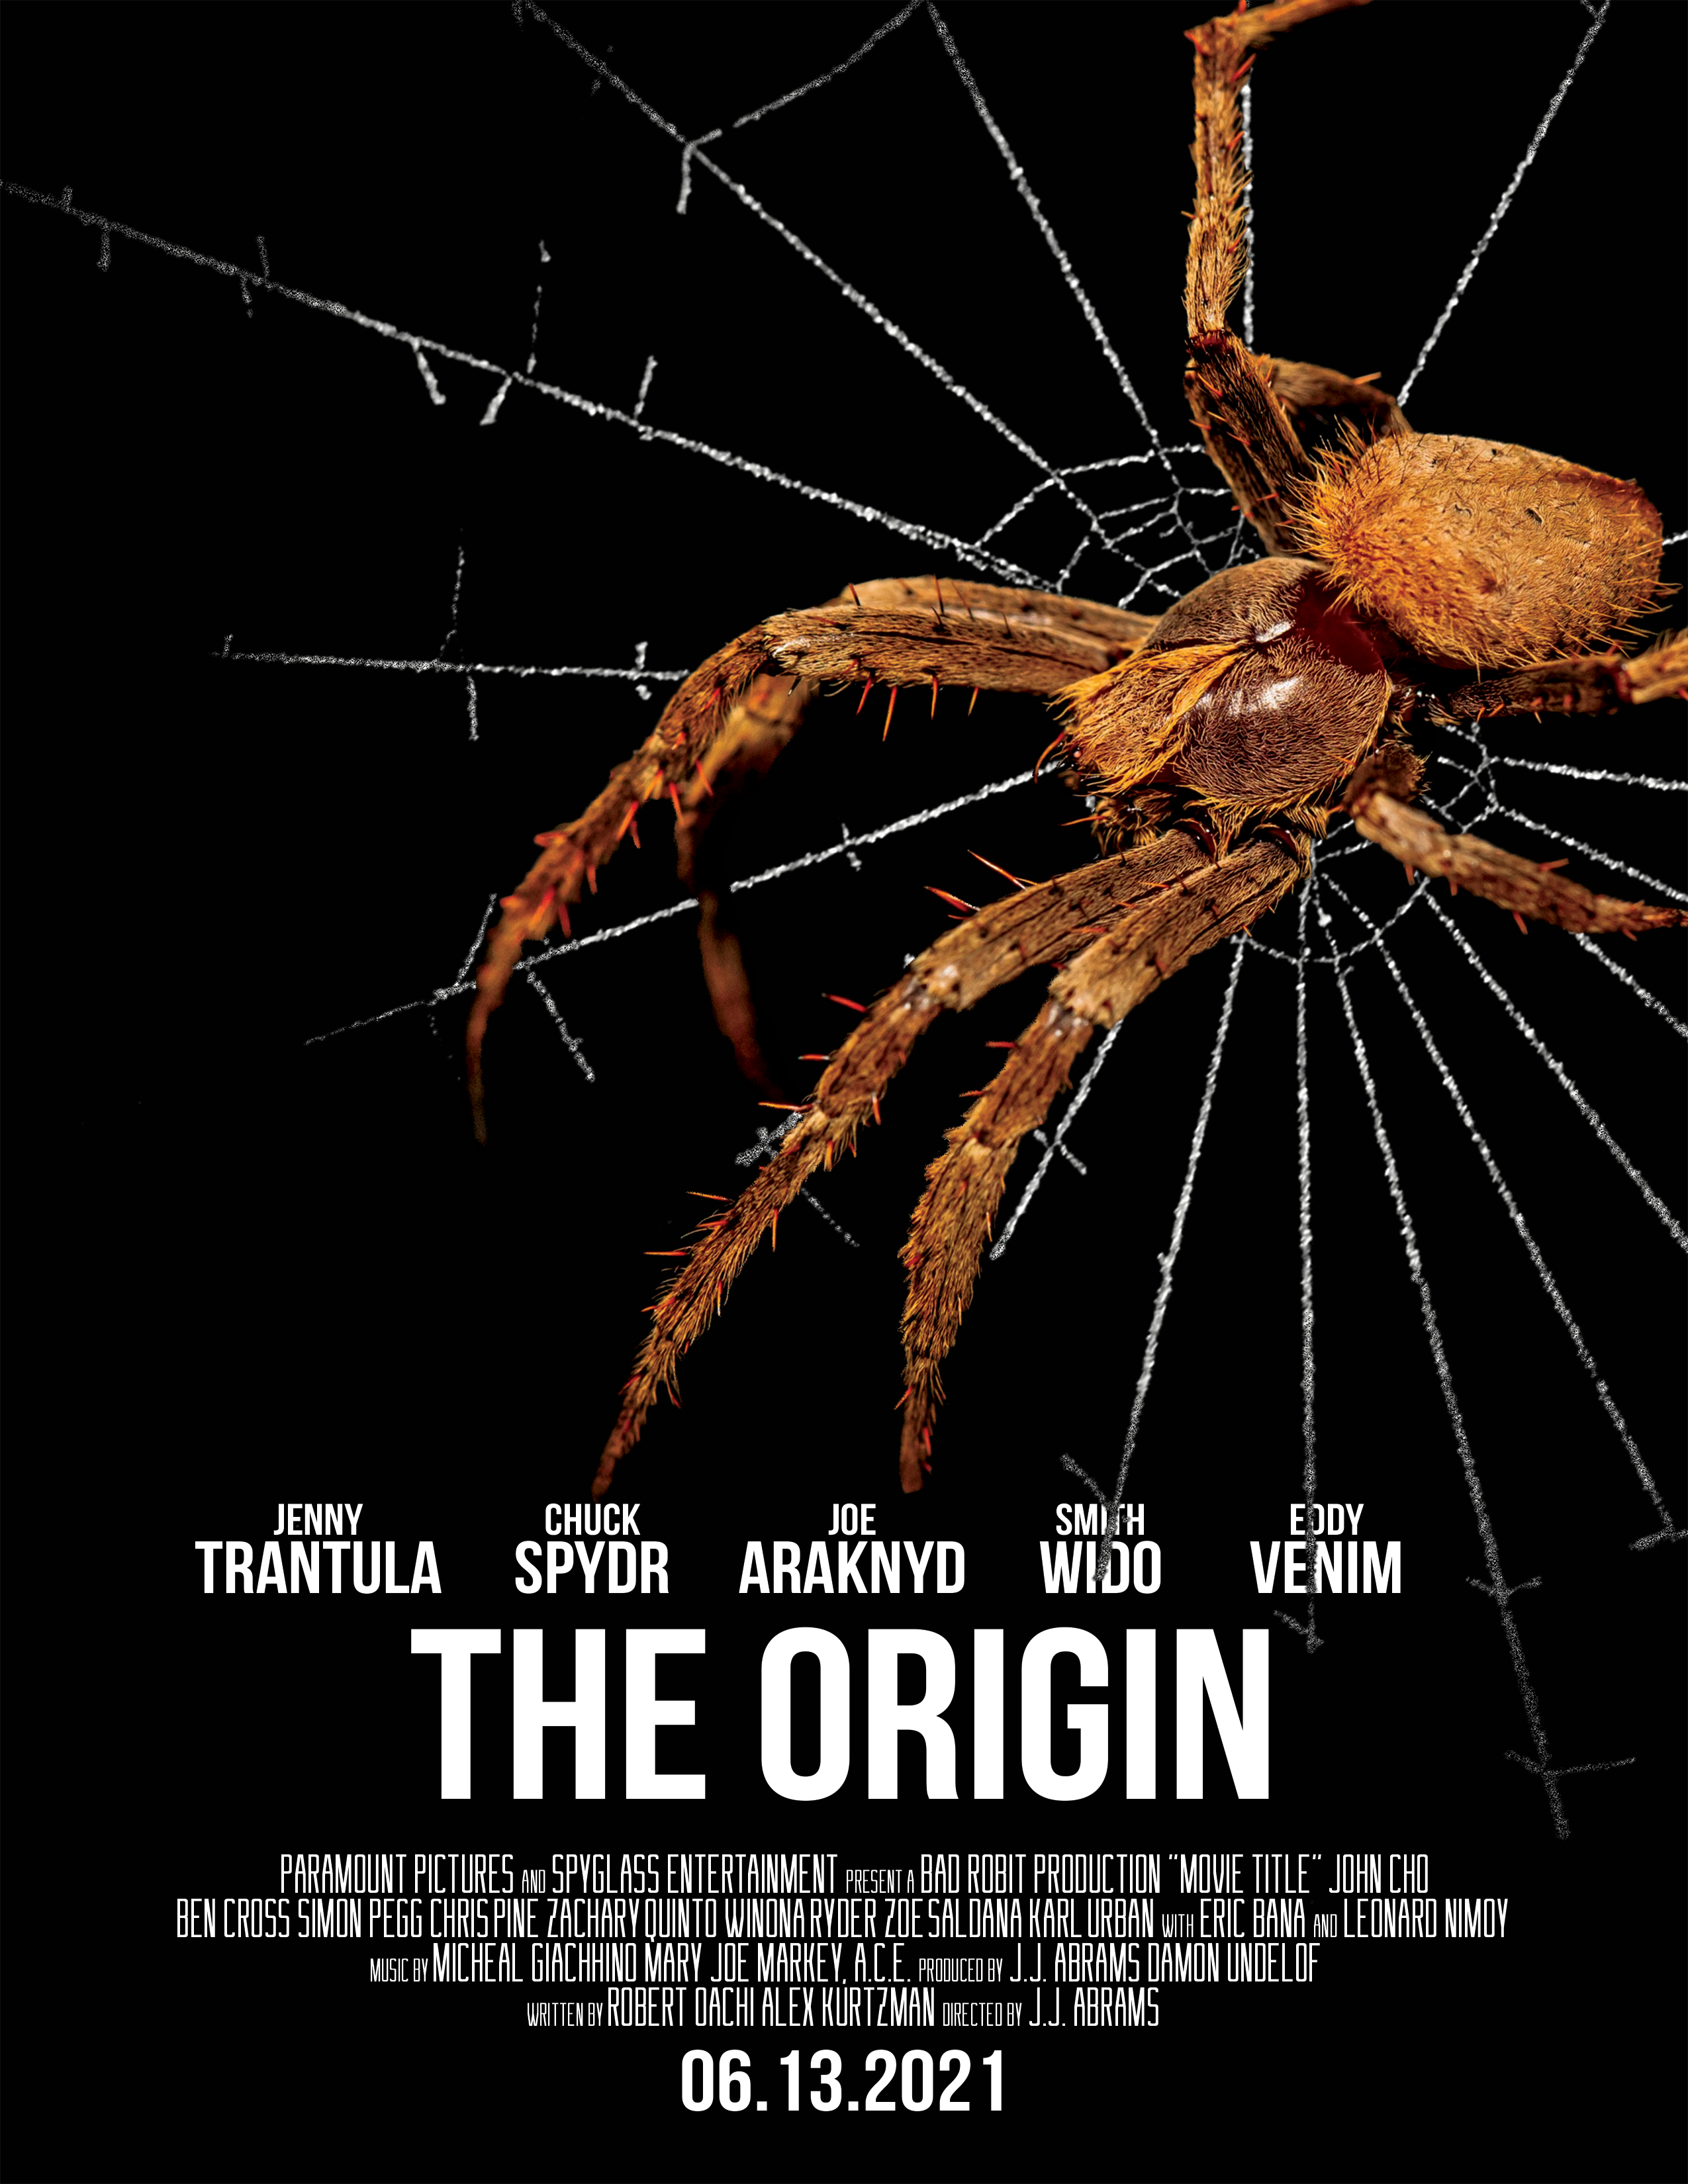 JENNY CHUCK JOE SMITH EDDY
TRANTULA SPYDR ARAKNYD WIDO VENIM
THE ORIGIN
PARAMOUNT PICTURES AND SPYGLASS ENTERTAINMENT PRESENT A BAD ROBIT PRODUCTION "MOVIE TITLE" JOHN CHO
BEN CROSS SIMON PEGG CHRIS PINE ZACHARY QUINTO WINONA RYDER ZOE SALDANA KARL URBAN WITH ERIC BANA AND LEONARD NIMOY
MUSIC BY MICHEAL GIACHHINO MARY JOE MARKEY, A.C.E. PRODUCED BY J.J. ABRAMS DAMON UNDELOF
WRITTEN BY ROBERT OACHI ALEX KURTZMAN DIRECTED BY J.J. ABRAMS
06.13.2021